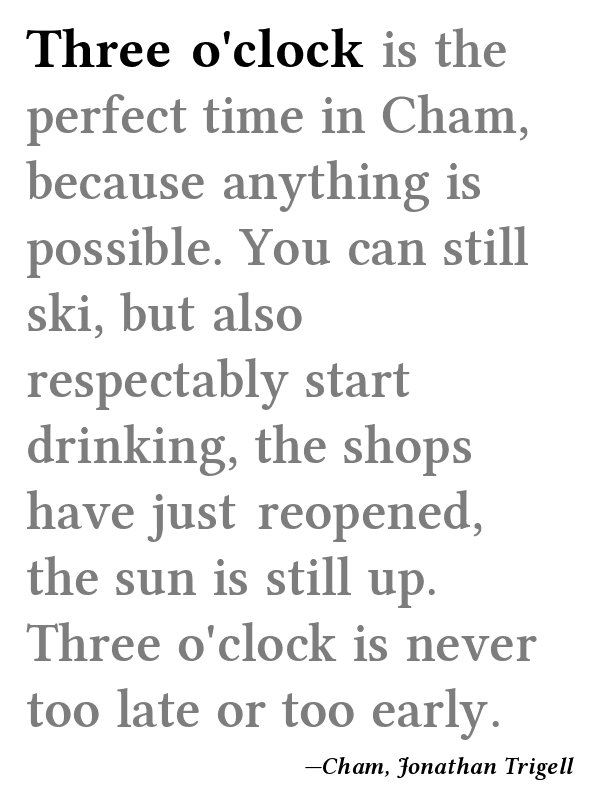 Three o'clock is the
perfect time in Cham,
because anything is
possible. You can still
ski, but also
respectably start
drinking, the shops
have just reopened,
the sun is still up.
Three o'clock is never
too late or too early.
—Cham, Jonathan Trigell